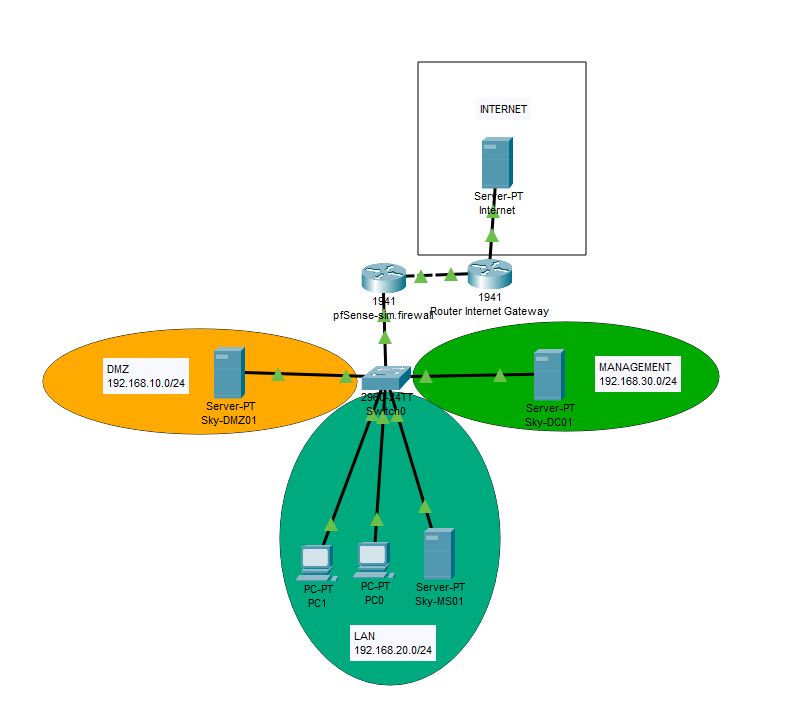 INTERNET
Server-PT
Internet
1941
pfSense-sim.firewall
1941
Router Internet Gateway
DMZ
192.168.10.0/24
Server-PT
Sky-DMZ01
2960-24TT
Switch0
MANAGEMENT
192.168.30.0/24
Server-PT
Sky-DC01
PC-PT
PC1
PC-PT
PC0
Server-PT
Sky-MS01
LAN
192.168.20.0/24